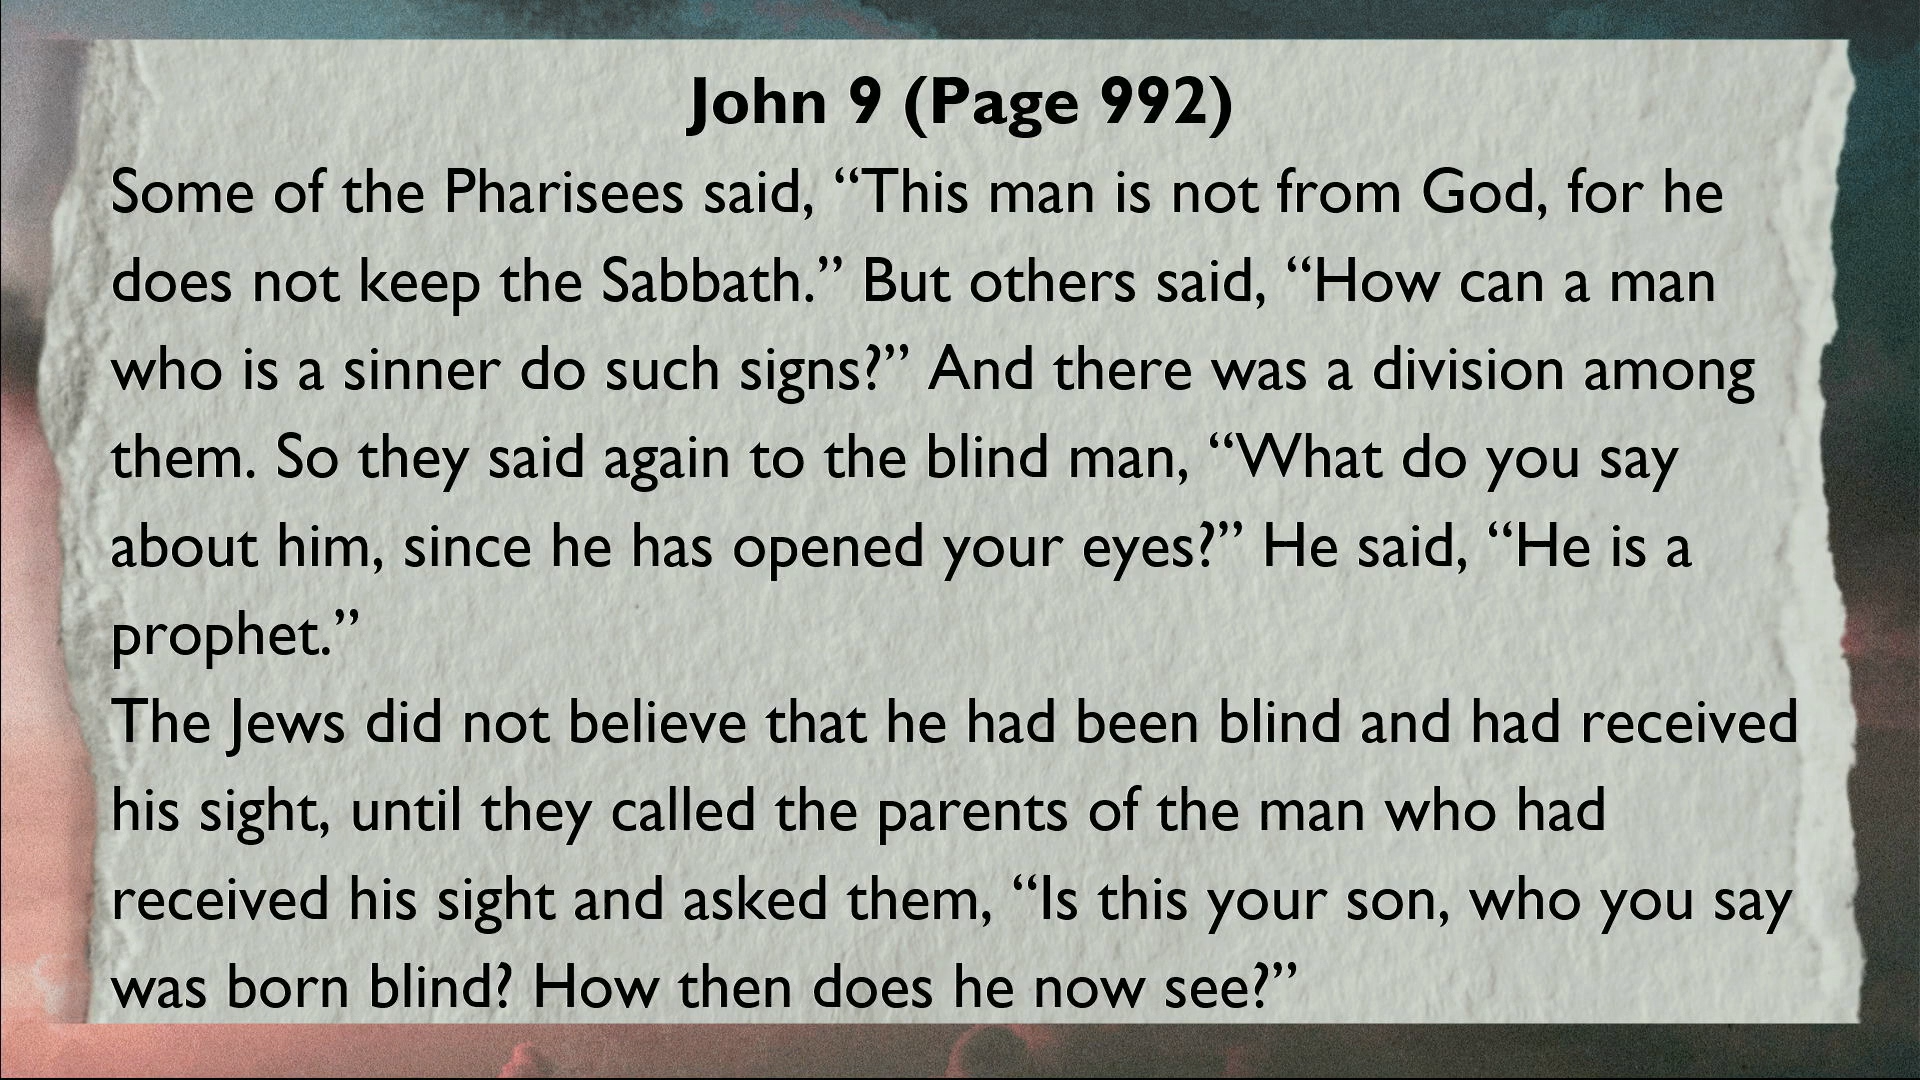 John 9 (Page 992)
Some of the Pharisees said, “This man is not from God, for he
does not keep the Sabbath.” But others said, “How can a man
who is a sinner do such signs?” And there was a division among
them. So they said again to the blind man, “What do you say
about him, since he has opened your eyes?” He said, “He is a
prophet.”
The Jews did not believe that he had been blind and had received
his sight, until they called the parents of the man who had
received his sight and asked them, “Is this your son, who you say
was born blind? How then does he now see?”